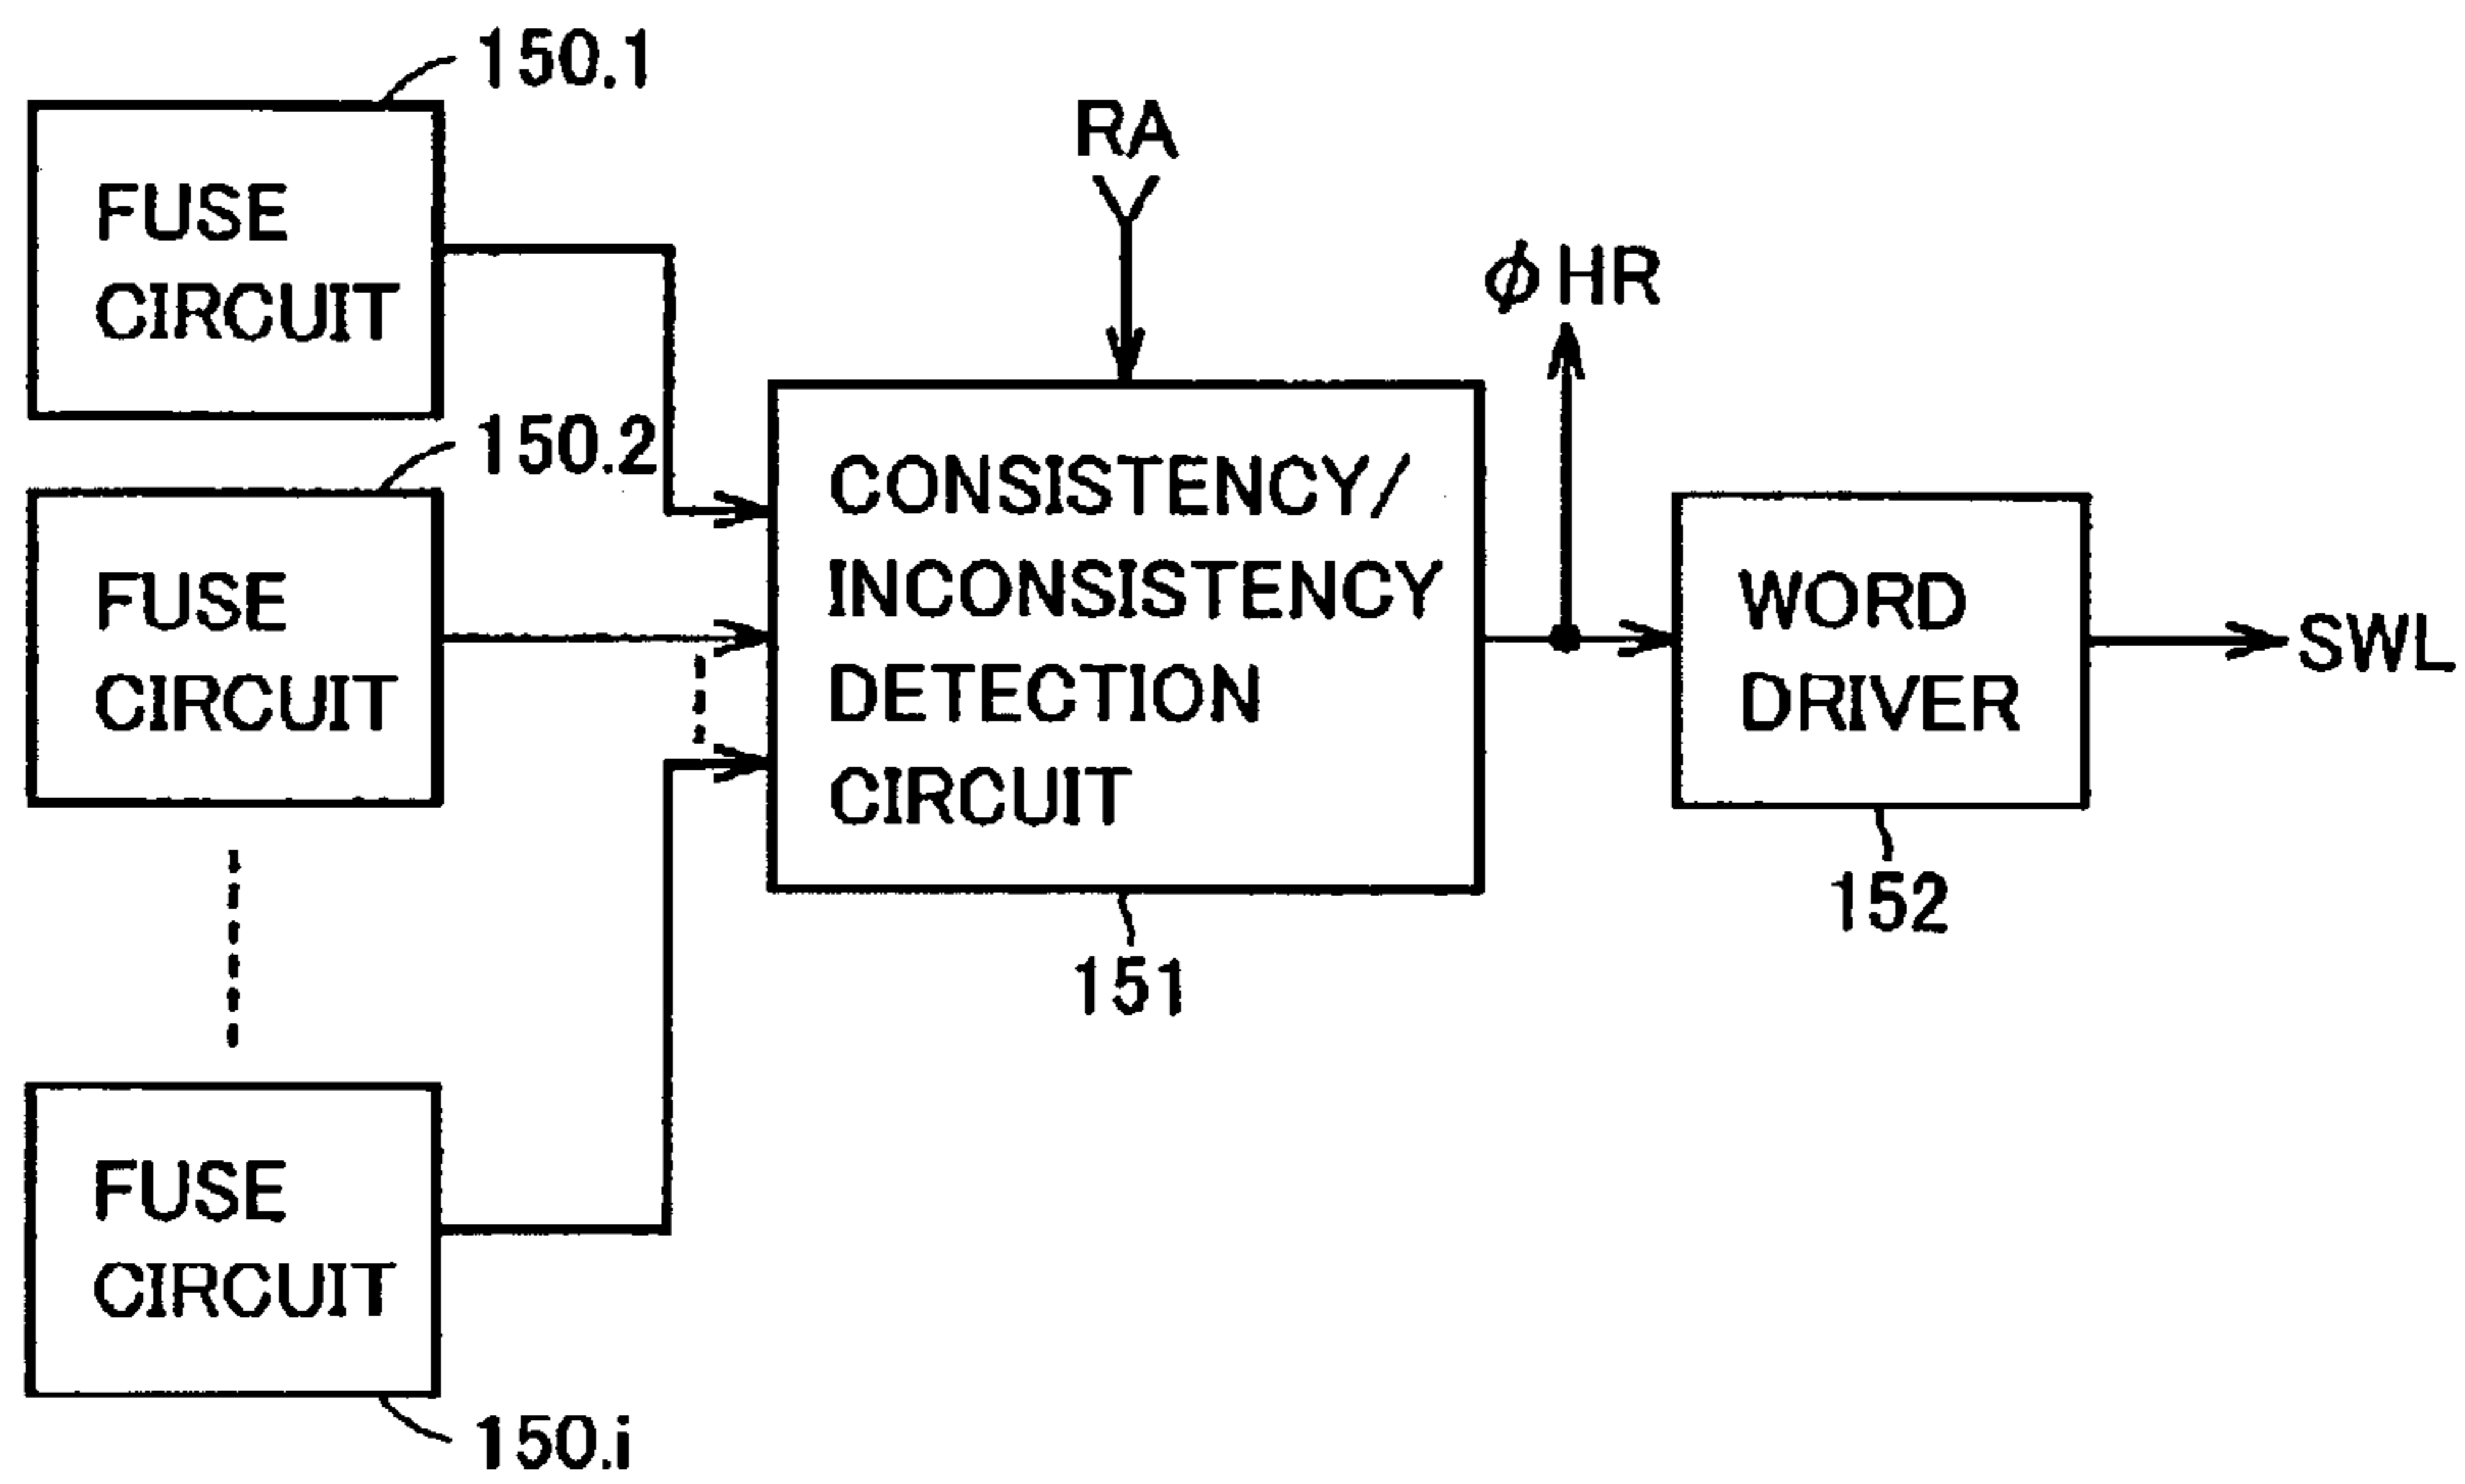 150.1
FUSE
CIRCUIT
150.2
FUSE
CIRCUIT
FUSE
CIRCUIT
150.i
RA
CONSISTENCY/
INCONSISTENCY
DETECTION
CIRCUIT
151
φHR
WORD
DRIVER
152
SWL